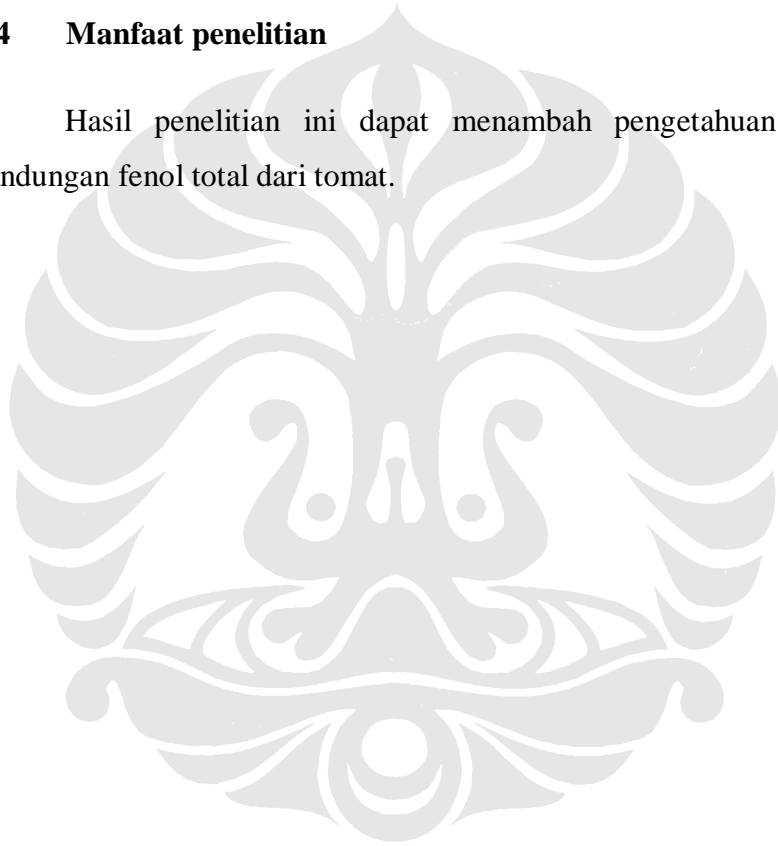 4 Manfaat penelitian
Hasil penelitian ini dapat menambah pengetahuan
ndungan fenol total dari tomat.